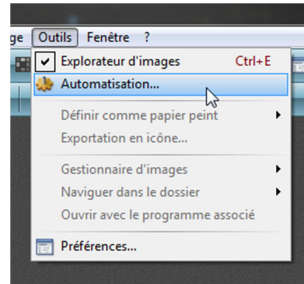 ge Outils Fenêtre ?
Explorateur d'images Ctrl+E
Automatisation...
Définir comme papier peint
Exportation en icône...
Gestionnaire d'images
Naviguer dans le dossier
Ouvrir avec le programme associé
Préférences...